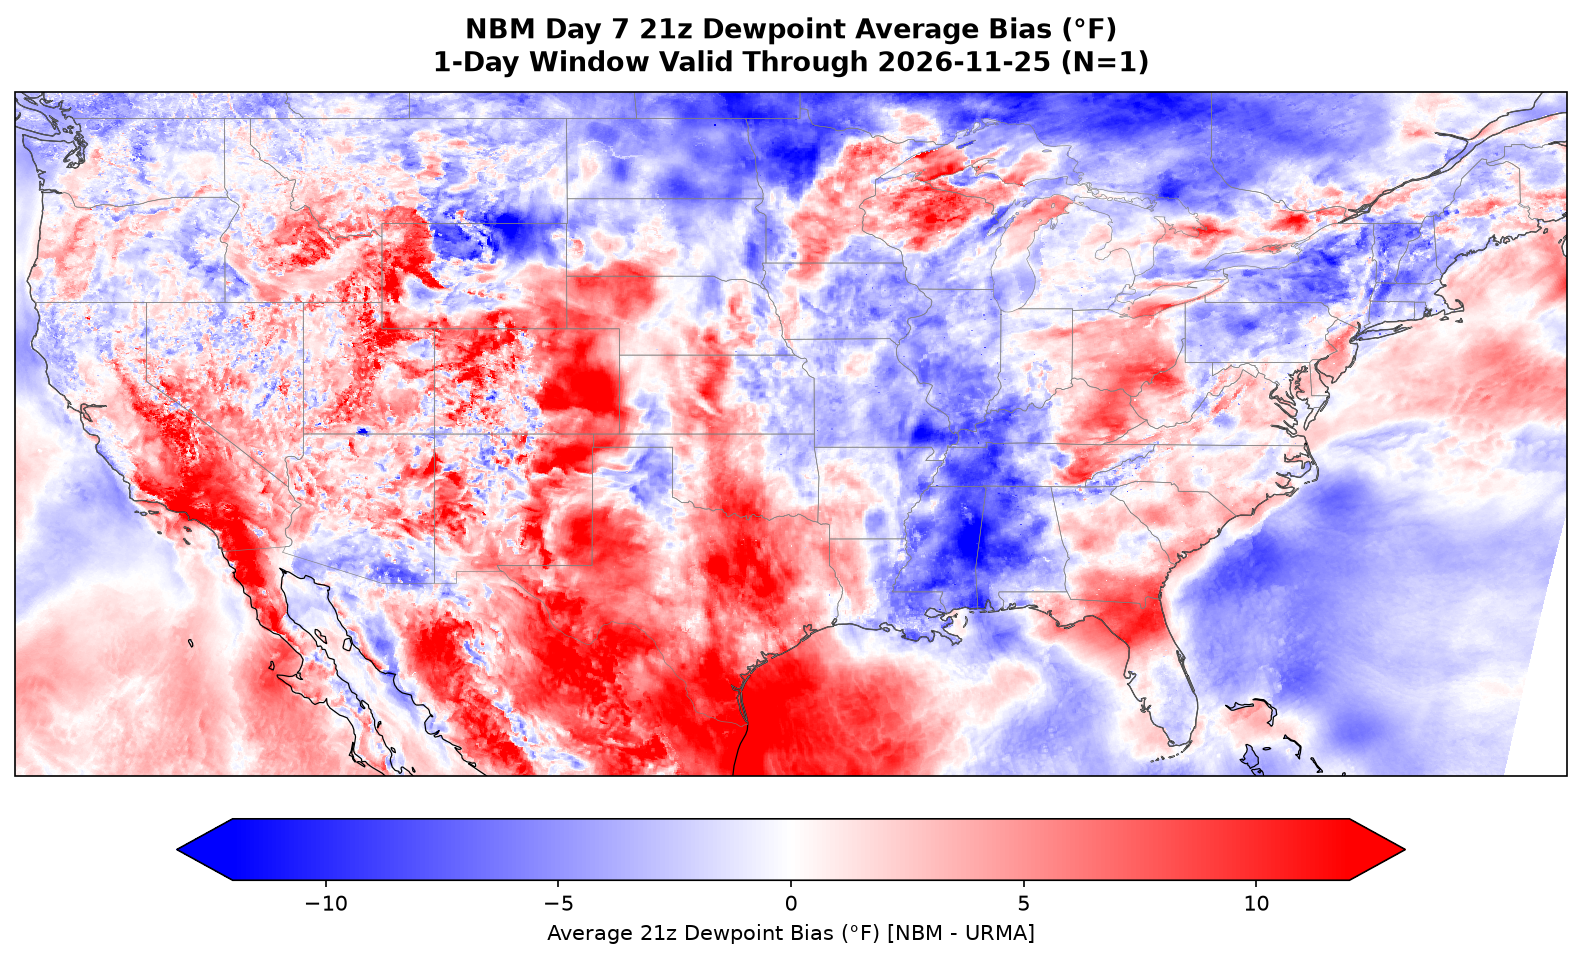 NBM Day 7 21z Dewpoint Average Bias (°F)
1-Day Window Valid Through 2026-11-25 (N=1)
−10 −5 0 5 10
Average 21z Dewpoint Bias (°F) [NBM - URMA]